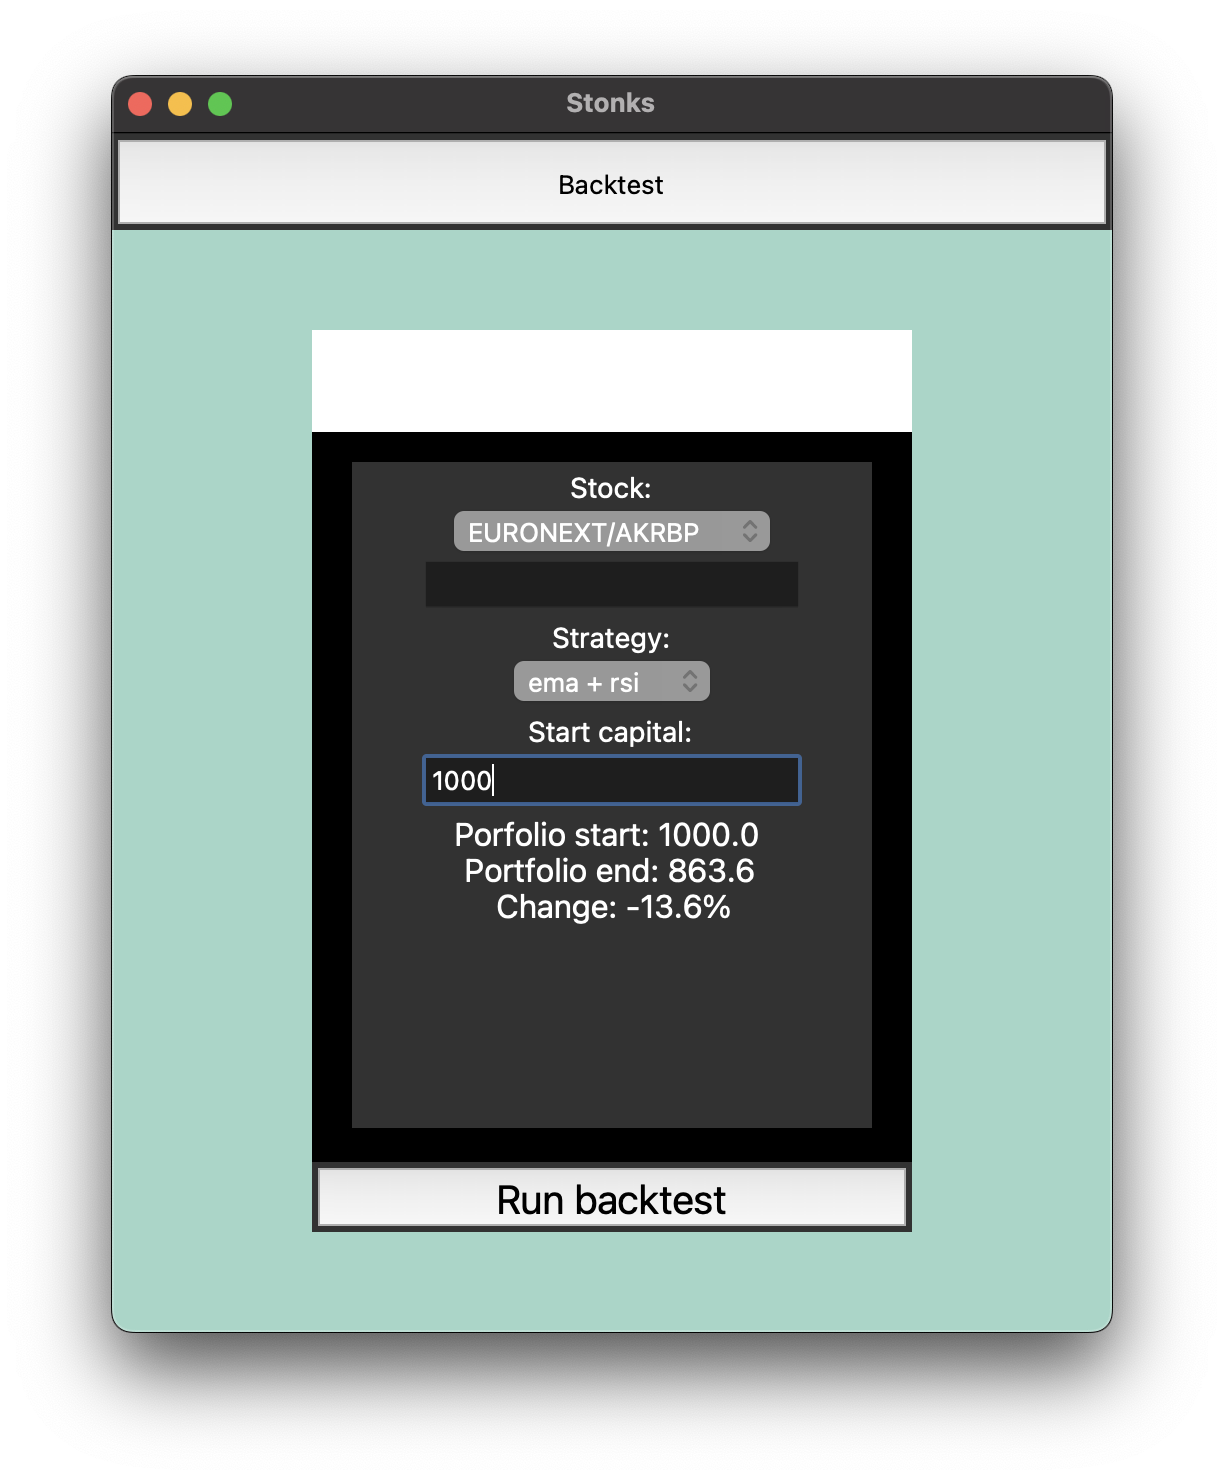 Stonks
Backtest
Stock:
EURONEXT/AKRBP
Strategy:
ema + rsi
Start capital:
1000
Porfolio start: 1000.0
Portfolio end: 863.6
Change: -13.6%
Run backtest